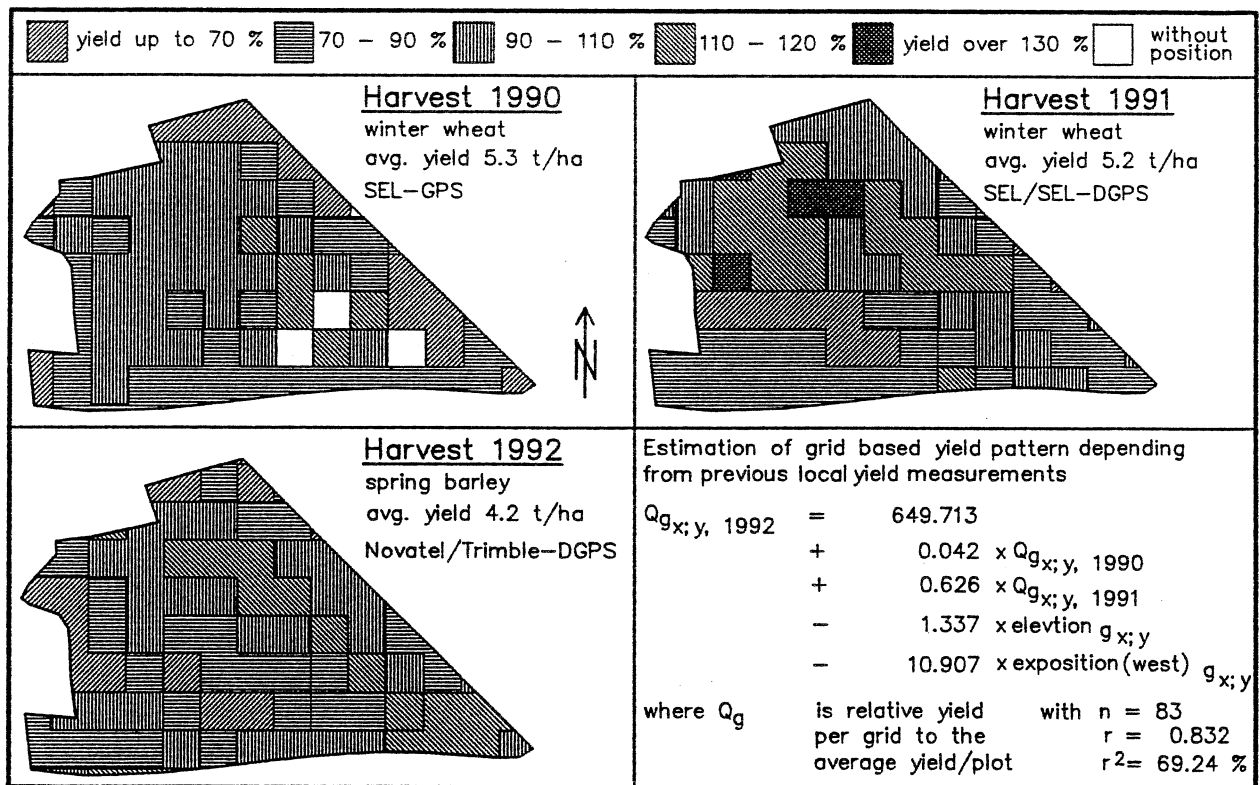 yield up to 70 %
70 – 90 %
90 – 110 %
110 – 120 %
yield over 130 %
without
position
Harvest 1990
winter wheat
avg. yield 5.3 t/ha
SEL–GPS
N
Harvest 1991
winter wheat
avg. yield 5.2 t/ha
SEL/SEL–DGPS
Harvest 1992
spring barley
avg. yield 4.2 t/ha
Novatel/Trimble–DGPS
Estimation of grid based yield pattern depending
from previous local yield measurements
Qgx; y, 1992 = 649.713
+ 0.042 x Qgx; y, 1990
+ 0.626 x Qgx; y, 1991
– 1.337 x elevtion gx; y
– 10.907 x exposition (west) gx; y
where Qg is relative yield with n = 83
per grid to the r = 0.832
average yield/plot r²= 69.24 %